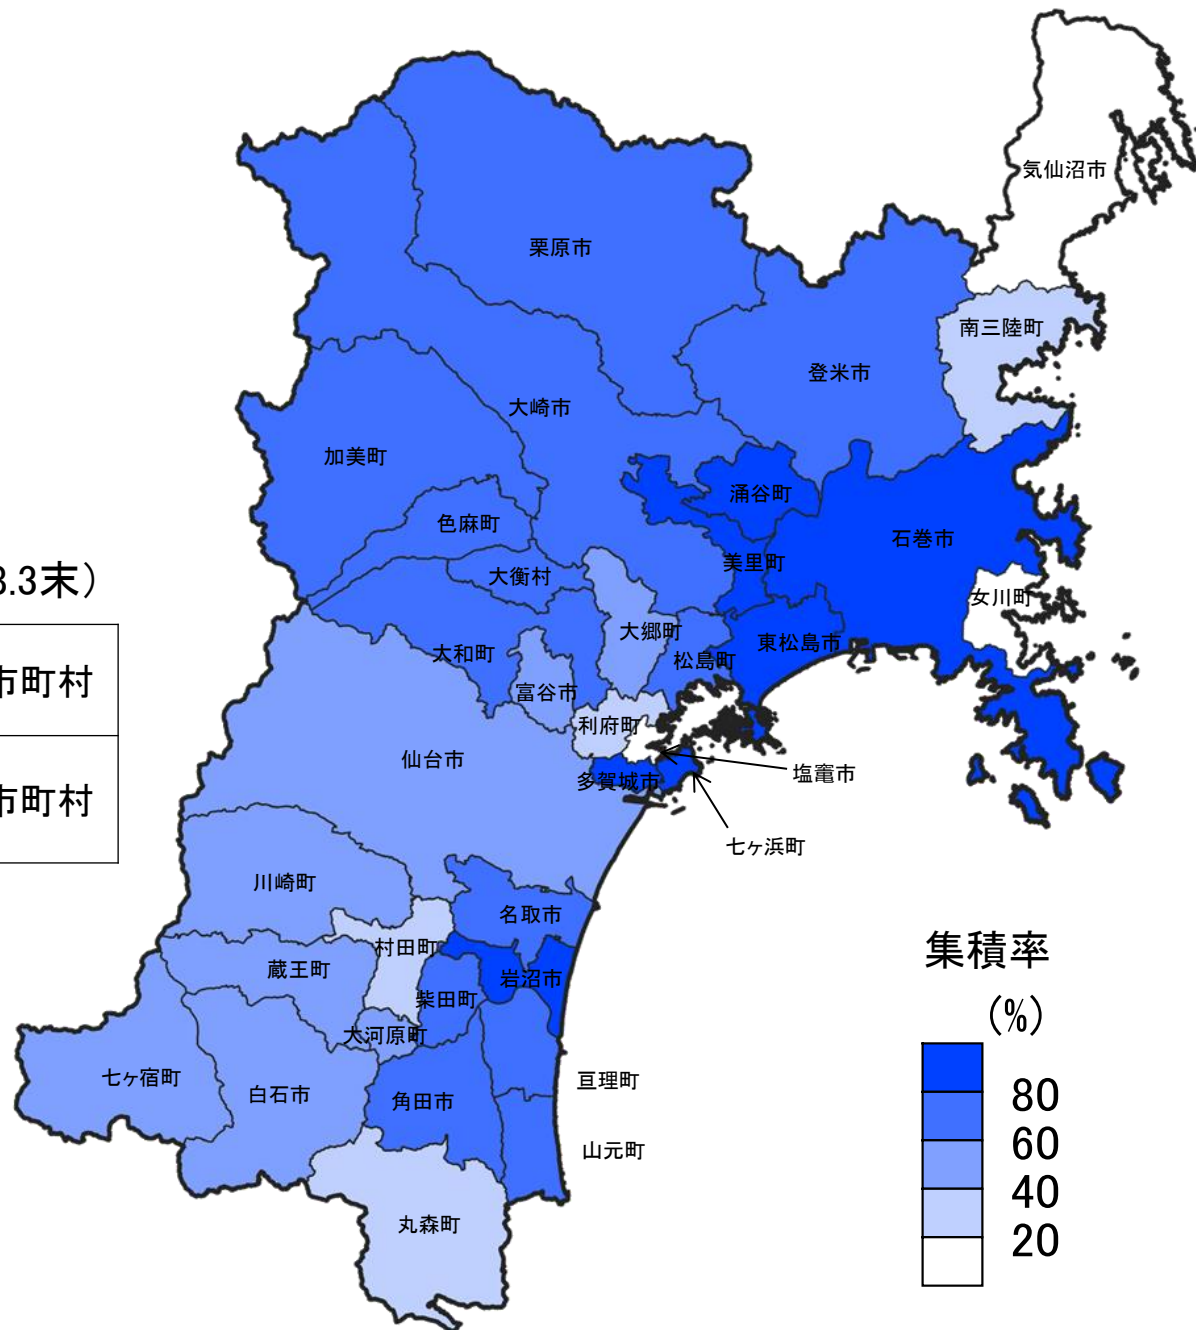 気仙沼市
栗原市
南三陸町
登米市
大崎市
加美町
涌谷町
色麻町
石巻市
美里町
大衡村
3.3末）
女川町
大郷町
東松島市
大和町
松島町
市町村
富谷市
利府町
仙台市
塩竈市
多賀城市
市町村
七ヶ浜町
川崎町
名取市
村田町
集積率
蔵王町
岩沼市
柴田町
(%)
大河原町
七ヶ宿町
亘理町
白石市
角田市
80
60
山元町
40
丸森町
20